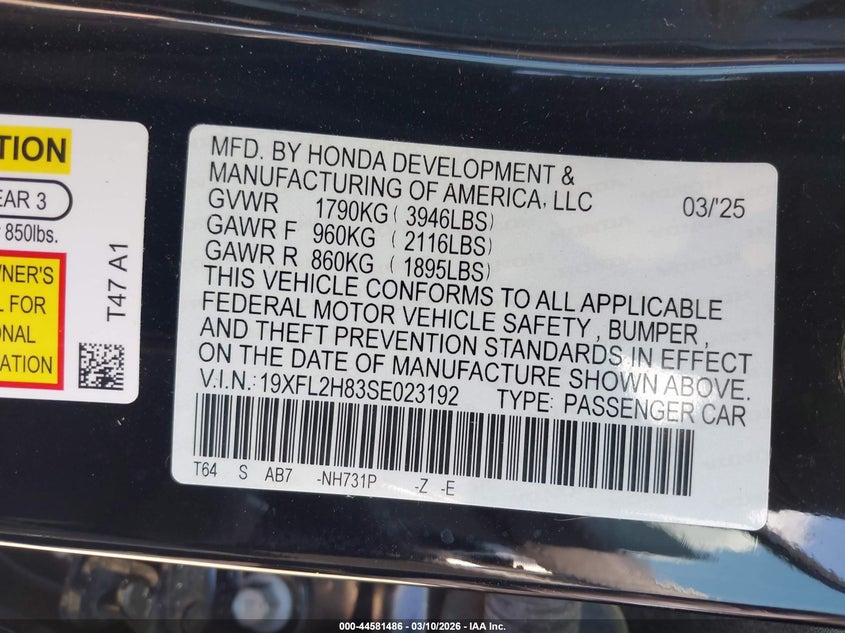 TION
EAR 3
850lbs.
WNER'S
L FOR
ONAL
ATION
T47 A1
MFD. BY HONDA DEVELOPMENT &
MANUFACTURING OF AMERICA, LLC 03/'25
GVWR 1790KG ( 3946LBS)
GAWR F 960KG ( 2116LBS)
GAWR R 860KG ( 1895LBS)
THIS VEHICLE CONFORMS TO ALL APPLICABLE
FEDERAL MOTOR VEHICLE SAFETY , BUMPER ,
AND THEFT PREVENTION STANDARDS IN EFFECT
ON THE DATE OF MANUFACTURE SHOWN ABOVE.
V.I.N.: 19XFL2H83SE023192 TYPE: PASSENGER CAR
T64 S AB7 -NH731P -Z -E
000-44581486 - 03/10/2026 - IAA Inc.